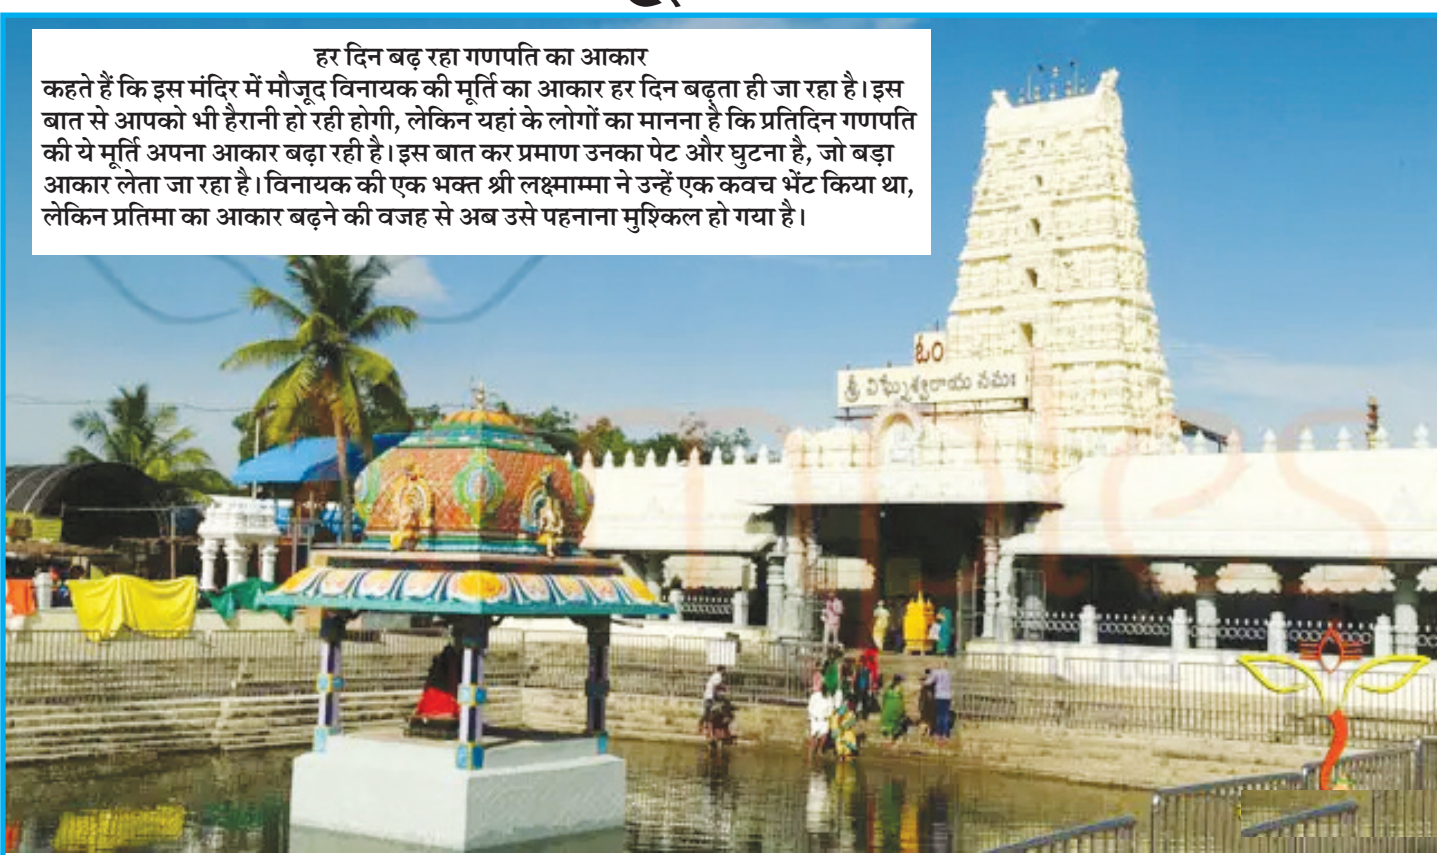 हर दिन बढ़ रहा गणपति का आकार
कहते हैं कि इस मंदिर में मौजूद विनायक की मूर्ति का आकार हर दिन बढ़ता ही जा रहा है। इस
बात से आपको भी हैरानी हो रही होगी, लेकिन यहां के लोगों का मानना है कि प्रतिदिन गणपति
की ये मूर्ति अपना आकार बढ़ा रही है। इस बात कर प्रमाण उनका पेट और घुटना है, जो बड़ा
आकार लेता जा रहा है। विनायक की एक भक्त श्री लक्ष्माम्मा ने उन्हें एक कवच भेंट किया था,
लेकिन प्रतिमा का आकार बढ़ने की वजह से अब उसे पहनाना मुश्किल हो गया है।
ఓం
శ్రీ విఘ్నేశ్వరాయ నమః